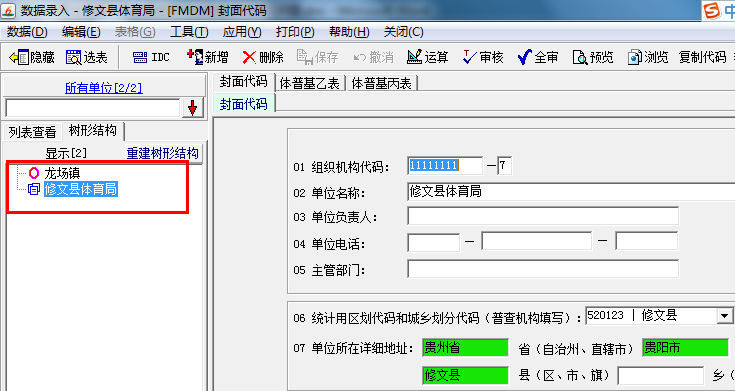 数据录入 - 修文县体育局 - [FMDM] 封面代码
数据(D) 编辑(E) 表格(G) 工具(T) 应用(Y) 打印(P) 帮助(H) 关闭(C)
隐藏 选表 IDC 新增 删除 保存 撤消 运算 审核 全审 预览 浏览 复制代码
所有单位[2/2]
列表查看 树形结构
显示[2] 重建树形结构
龙场镇
修文县体育局
封面代码 体普基乙表 体普基丙表
封面代码
01 组织机构代码: 11111111 — 7
02 单位名称: 修文县体育局
03 单位负责人:
04 单位电话: — —
05 主管部门:
06 统计用区划代码和城乡划分代码(普查机构填写): 520123 | 修文县
07 单位所在详细地址: 贵州省 省(自治州、直辖市) 贵阳市
修文县 县(区、市、旗) 乡(